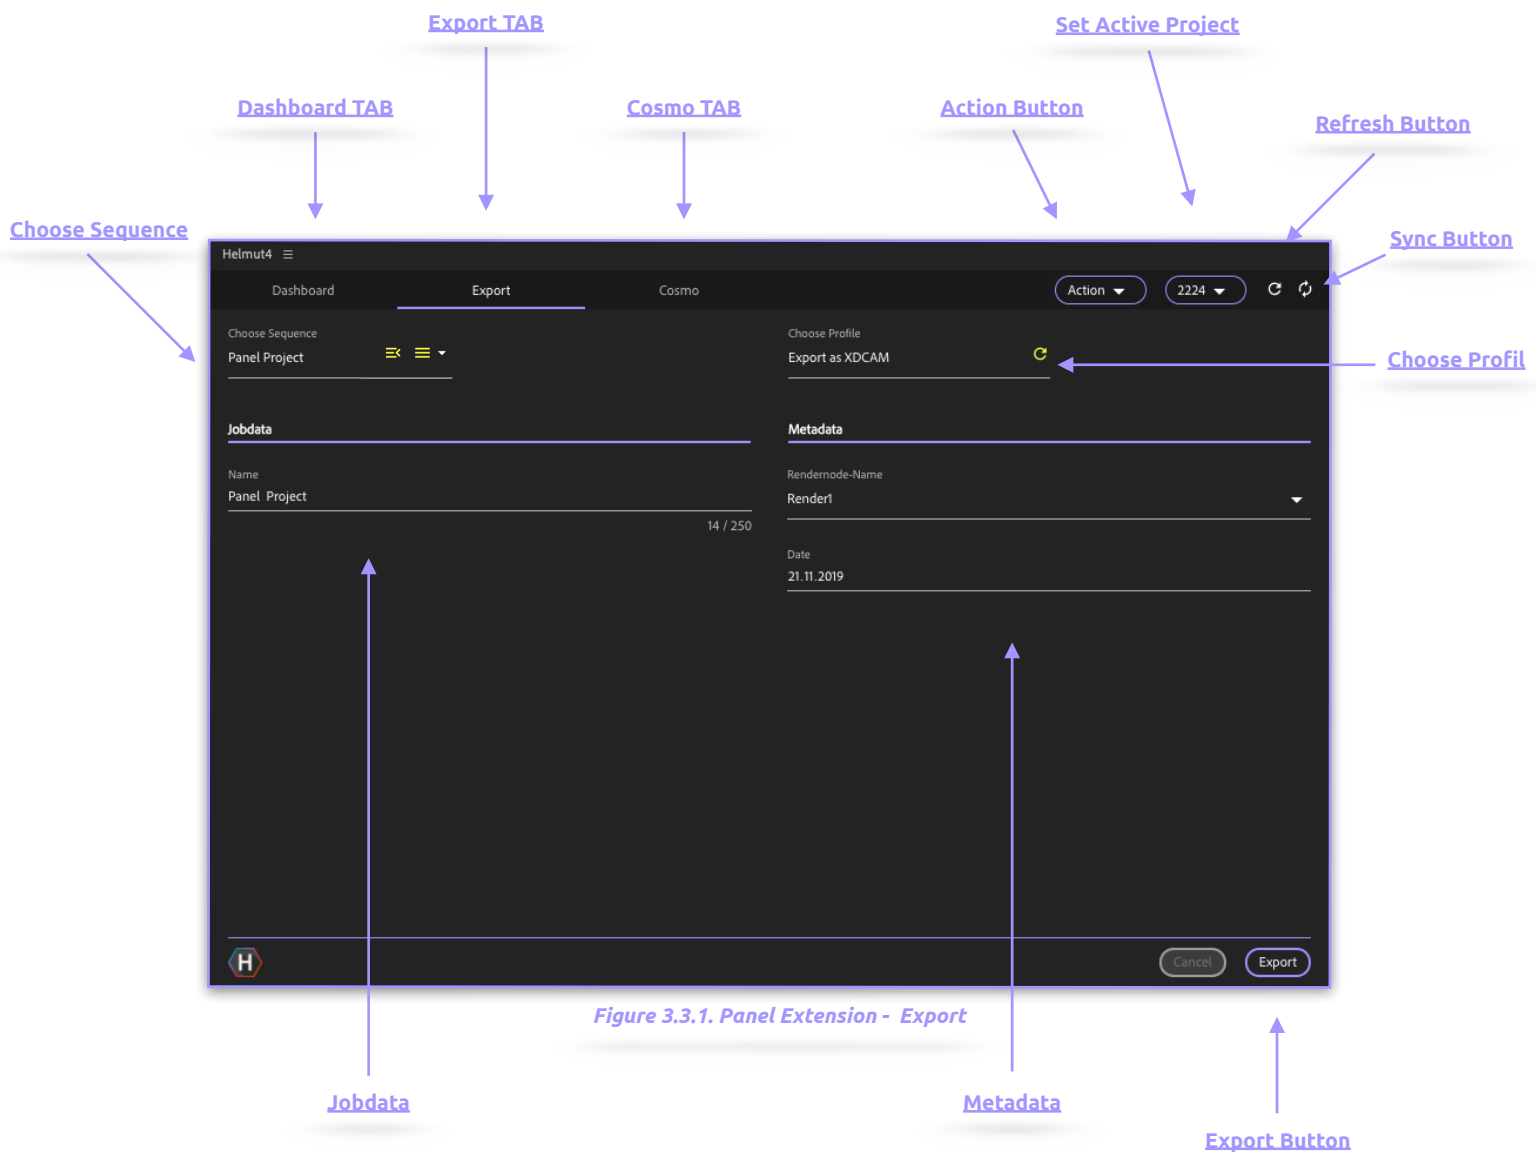 Export TAB
Set Active Project
Dashboard TAB
Cosmo TAB
Action Button
Refresh Button
Choose Sequence
Sync Button
Helmut4
Dashboard
Export
Cosmo
Action
2224
Choose Sequence
Panel Project
Choose Profile
Export as XDCAM
Choose Profil
Jobdata
Metadata
Name
Panel Project
14 / 250
Rendernode-Name
Render1
Date
21.11.2019
H
Cancel
Export
Figure 3.3.1. Panel Extension - Export
Jobdata
Metadata
Export Button